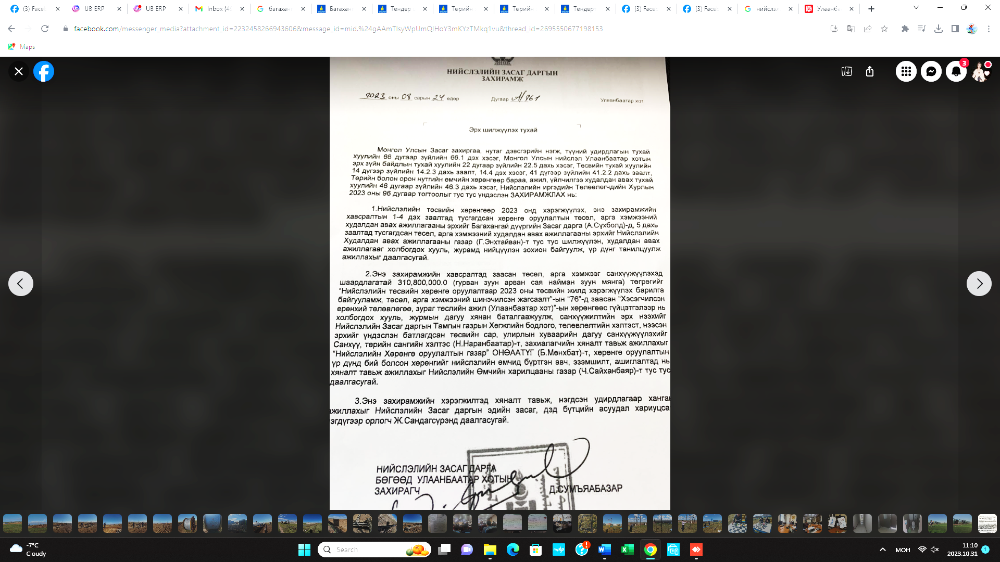 (3) Face
UB ERP
UB ERP
Inbox (4
багахан
Багахан
Тендер
Төрийн
Төрийн
Тендерт
(3) Face
(3) Face
нийслэл
Улаанба
facebook.com/messenger_media?attachment_id=2232458266943606&message_id=mid.%24gAAmTlsyWpUmQlHoY3mKYzTMkq1vu&thread_id=2695550677198153
Maps
3
НИЙСЛЭЛИЙН ЗАСАГ ДАРГЫН
ЗАХИРАМЖ
2023 оны 08 сарын 24 өдөр Дугаар Улаанбаатар хот
Эрх шилжүүлэх тухай
Монгол Улсын Засаг захиргаа, нутаг дэвсгэрийн нэгж, түүний удирдлагын тухай
хуулийн 66 дугаар зүйлийн 66.1 дэх хэсэг, Монгол Улсын нийслэл Улаанбаатар хотын
эрх зүйн байдлын тухай хуулийн 22 дугаар зүйлийн 22.5 дахь хэсэг, Төсвийн тухай хуулийн
14 дүгээр зүйлийн 14.2.3 дахь заалт, 14.4 дэх хэсэг, 41 дүгээр зүйлийн 41.2.2 дахь заалт,
Төрийн болон орон нутгийн өмчийн хөрөнгөөр бараа, ажил, үйлчилгээ худалдан авах тухай
хуулийн 46 дугаар зүйлийн 46.3 дахь хэсэг, Нийслэлийн иргэдийн Төлөөлөгчдийн Хурлын
2023 оны 96 дугаар тогтоолыг тус тус үндэслэн ЗАХИРАМЖЛАХ нь:
1.Нийслэлийн төсвийн хөрөнгөөр 2023 онд хэрэгжүүлэх, энэ захирамжийн
хавсралтын 1-4 дэх заалтад тусгагдсан хөрөнгө оруулалтын төсөл, арга хэмжээний
худалдан авах ажиллагааны эрхийг Багахангай дүүргийн Засаг дарга (А.Сүхболд)-д, 5 дахь
заалтад тусгагдсан төсөл, арга хэмжээний худалдан авах ажиллагааны эрхийг Нийслэлийн
Худалдан авах ажиллагааны газар (Г.Энхтайван)-т тус тус шилжүүлэн, худалдан авах
ажиллагааг холбогдох хууль, журамд нийцүүлэн зохион байгуулж, үр дүнг танилцуулж
ажиллахыг даалгасугай.
2.Энэ захирамжийн хавсралтад заасан төсөл, арга хэмжээг санхүүжүүлэхэд
шаардлагатай 310,800,000.0 (гурван зуун арван сая найман зуун мянга) төгрөгийг
“Нийслэлийн төсвийн хөрөнгө оруулалтаар 2023 оны төсвийн жилд хэрэгжүүлэх барилга
байгууламж, төсөл, арга хэмжээний шинэчилсэн жагсаалт”-ын “76”-д заасан “Хэсэгчилсэн
ерөнхий төлөвлөгөө, зураг төслийн ажил (Улаанбаатар хот)”-ын хөрөнгөөс гүйцэтгэлээр нь
холбогдох хууль, журмын дагуу хянан баталгаажуулж, санхүүжилтийн эрх нээхийг
Нийслэлийн Засаг даргын Тамгын газрын Хөгжлийн бодлого, төлөвлөлтийн хэлтэст, нээсэн
эрхийг үндэслэн батлагдсан төсвийн сар, улирлын хуваарийн дагуу санхүүжүүлэхийг
Санхүү, төрийн сангийн хэлтэс (Н.Наранбаатар)-т, захиалагчийн хяналт тавьж ажиллахыг
“Нийслэлийн Хөрөнгө оруулалтын газар” ОНӨААТҮГ (Б.Мөнхбат)-т, хөрөнгө оруулалтын
үр дүнд бий болсон хөрөнгийг нийслэлийн өмчид бүртгэн авч, эзэмшилт, ашиглалтад нь
хяналт тавьж ажиллахыг Нийслэлийн Өмчийн харилцааны газар (Ч.Сайханбаяр)-т тус тус
даалгасугай.
3.Энэ захирамжийн хэрэгжилтэд хяналт тавьж, нэгдсэн удирдлагаар ханган
ажиллахыг Нийслэлийн Засаг даргын эдийн засаг, дэд бүтцийн асуудал хариуцса
нэгдүгээр орлогч Ж.Сандагсүрэнд даалгасугай.
НИЙСЛЭЛИЙН ЗАСАГ ДАРГА
БӨГӨӨД УЛААНБААТАР ХОТЫН
ЗАХИРАГЧ Д.СУМЪЯАБАЗАР
-7°C
Cloudy
Search
myhp
МОН
11:10
2023.10.31
1